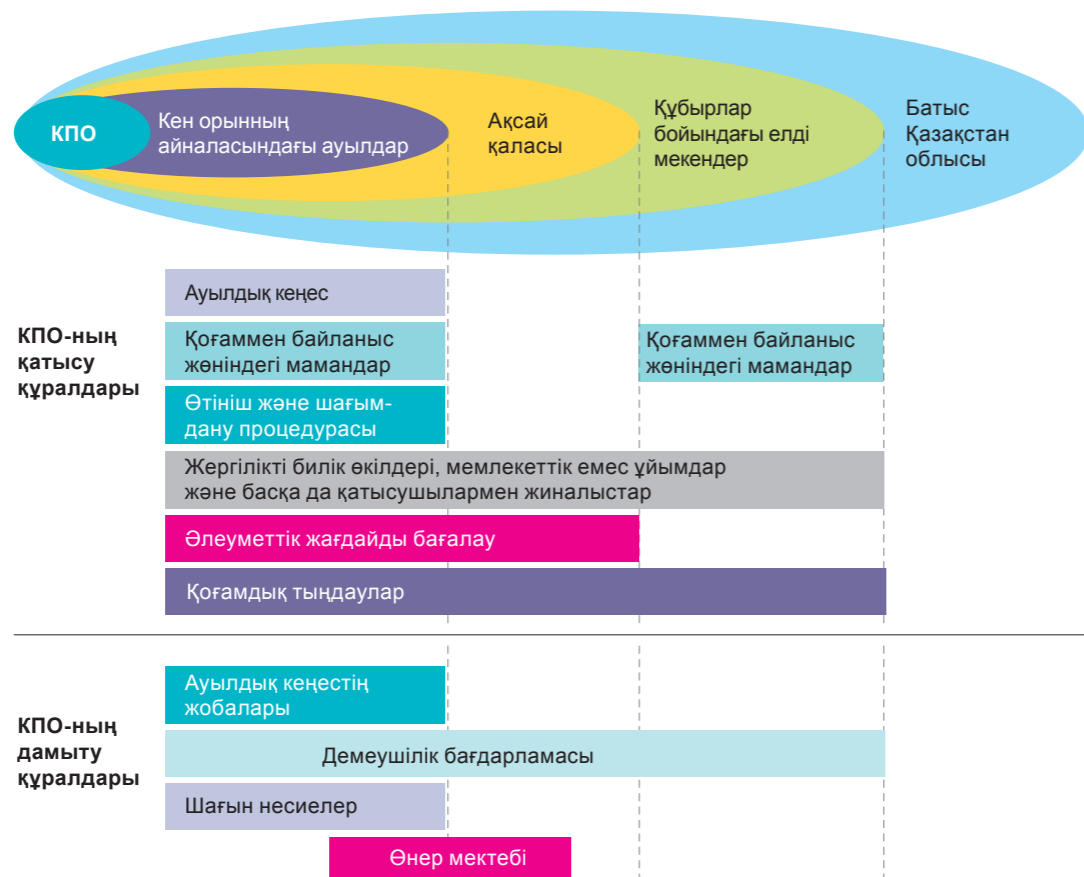 КПО
Кен орынның
айналасындағы ауылдар
Ақсай
қаласы
Құбырлар
бойындағы елді
мекендер
Батыс
Қазақстан
облысы
КПО-ның
қатысу
құралдары
Ауылдық кеңес
Қоғаммен байланыс
жөніндегі мамандар
Қоғаммен байланыс
жөніндегі мамандар
Өтініш және шағым-
дану процедурасы
Жергілікті билік өкілдері, мемлекеттік емес ұйымдар
және басқа да қатысушылармен жиналыстар
Әлеуметтік жағдайды бағалау
Қоғамдық тыңдаулар
КПО-ның
дамыту
құралдары
Ауылдық кеңестің
жобалары
Демеушілік бағдарламасы
Шағын несиелер
Өнер мектебі